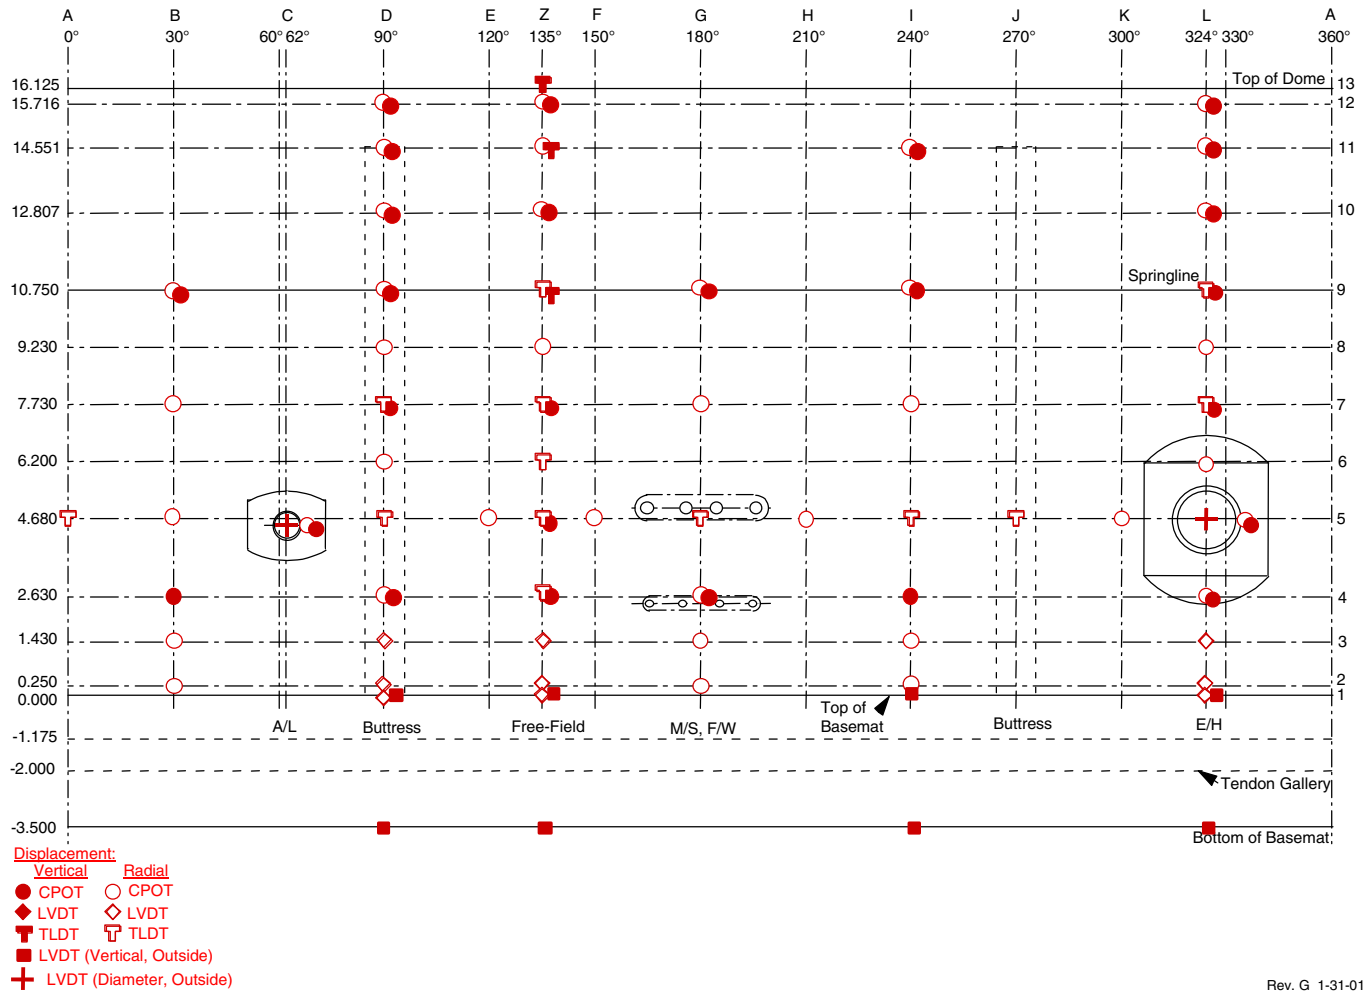 A B C D E Z F G H I J K L A
0° 30° 60° 62° 90° 120° 135° 150° 180° 210° 240° 270° 300° 324° 330° 360°
16.125 Top of Dome 13
15.716 12
14.551 11
12.807 10
Springline
10.750 9
9.230 8
7.730 7
6.200 6
4.680 5
2.630 4
1.430 3
0.250 2
0.000 1
Top of
Basemat
A/L Buttress Free-Field M/S, F/W Buttress E/H
-1.175
-2.000
Tendon Gallery
-3.500
Bottom of Basemat
Displacement:
Vertical Radial
CPOT CPOT
LVDT LVDT
TLDT TLDT
LVDT (Vertical, Outside)
LVDT (Diameter, Outside)
Rev. G 1-31-01